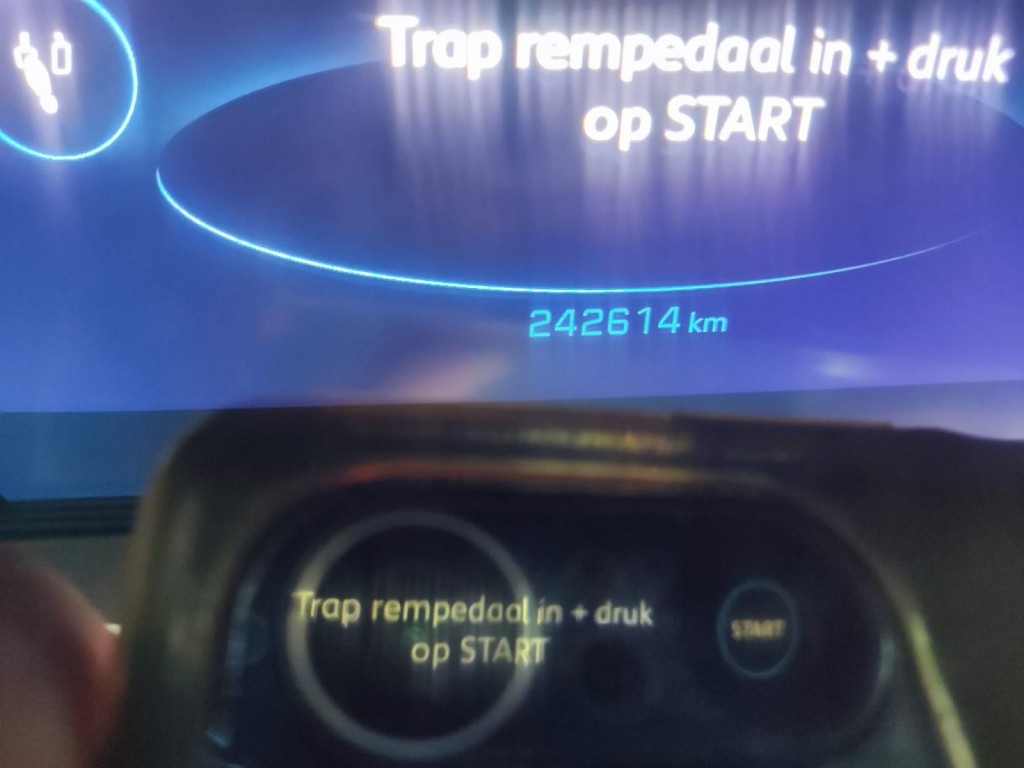 Trap rempedaal in + druk
op START
242614 km
Trap rempedaal in + druk
op START
START